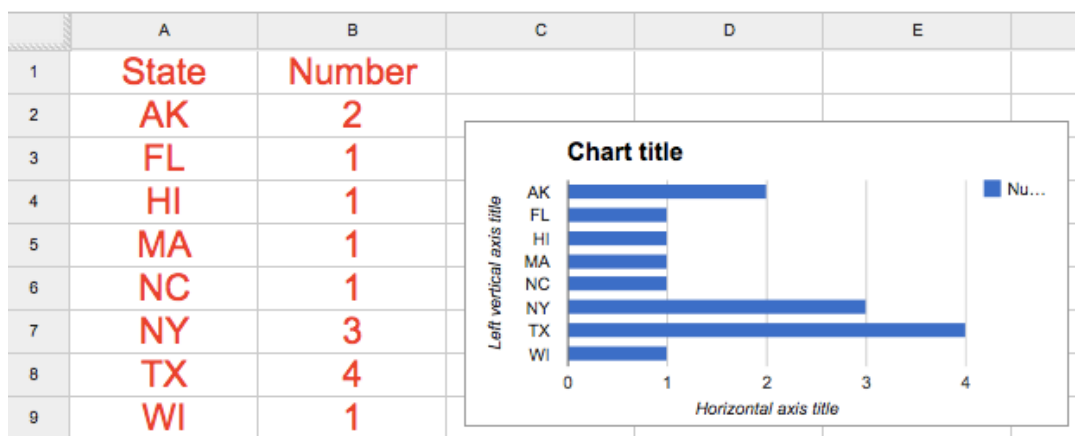 A B C D E
1 State Number
2 AK 2
3 FL 1
4 HI 1
5 MA 1
6 NC 1
7 NY 3
8 TX 4
9 WI 1
Chart title
Left vertical axis title
AK
FL
HI
MA
NC
NY
TX
WI
0 1 2 3 4
Horizontal axis title
Nu...